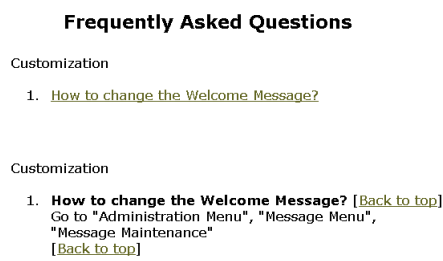 Frequently Asked Questions
Customization
1. How to change the Welcome Message?
Customization
1. How to change the Welcome Message? [Back to top]
Go to "Administration Menu", "Message Menu",
"Message Maintenance"
[Back to top]